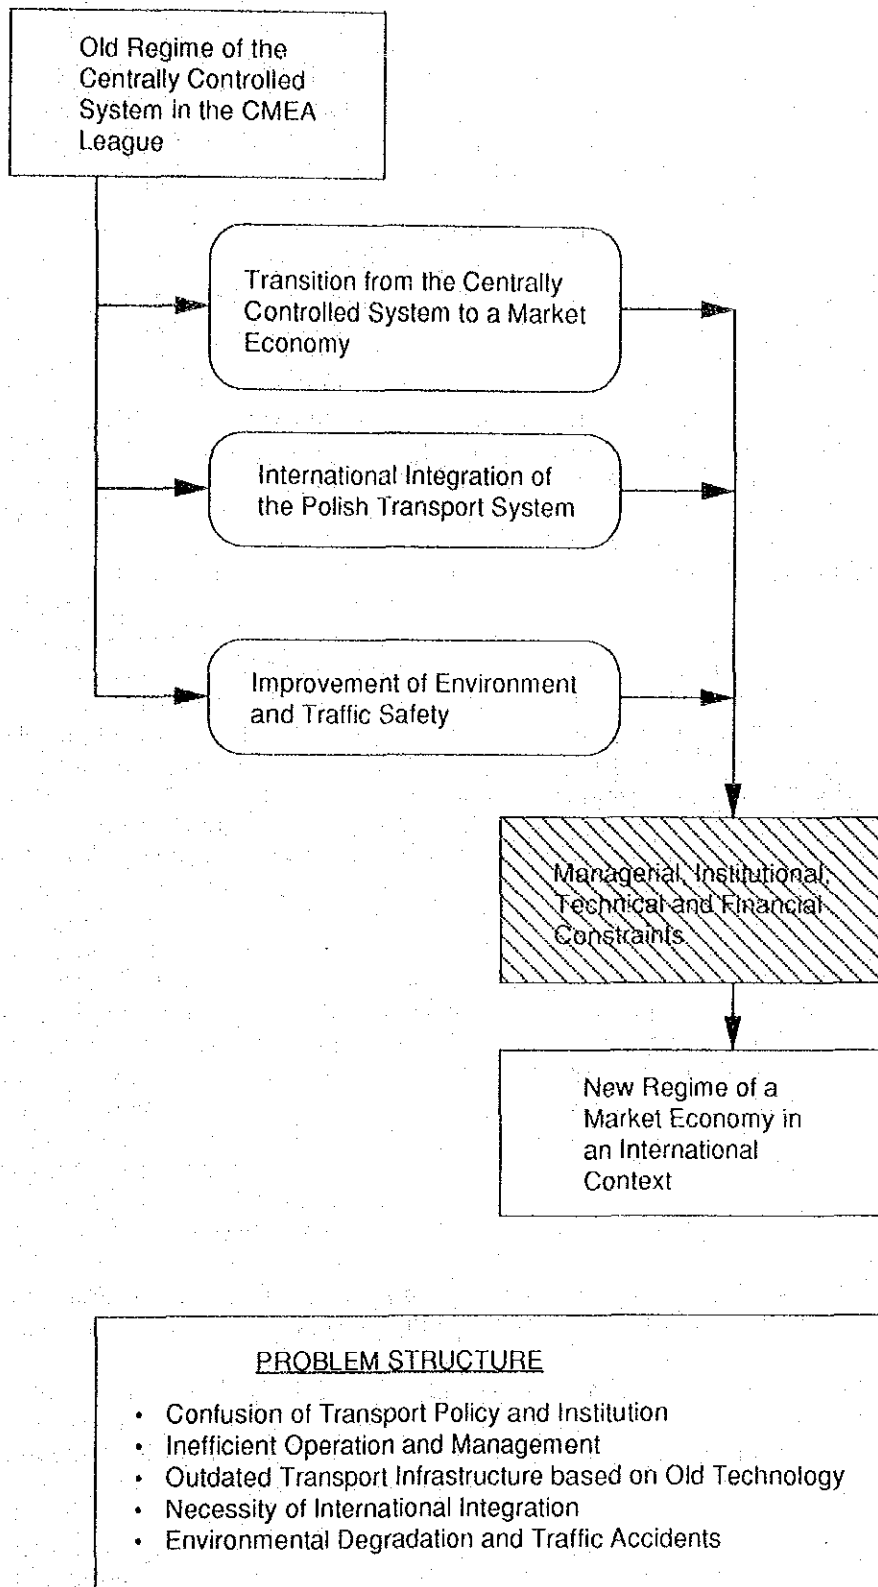 Old Regime of the
Centrally Controlled
System in the CMEA
League
Transition from the Centrally
Controlled System to a Market
Economy
International Integration of
the Polish Transport System
Improvement of Environment
and Traffic Safety
Managerial, Institutional,
Technical and Financial
Constraints
New Regime of a
Market Economy in
an International
Context
PROBLEM STRUCTURE
• Confusion of Transport Policy and Institution
• Inefficient Operation and Management
• Outdated Transport Infrastructure based on Old Technology
• Necessity of International Integration
• Environmental Degradation and Traffic Accidents